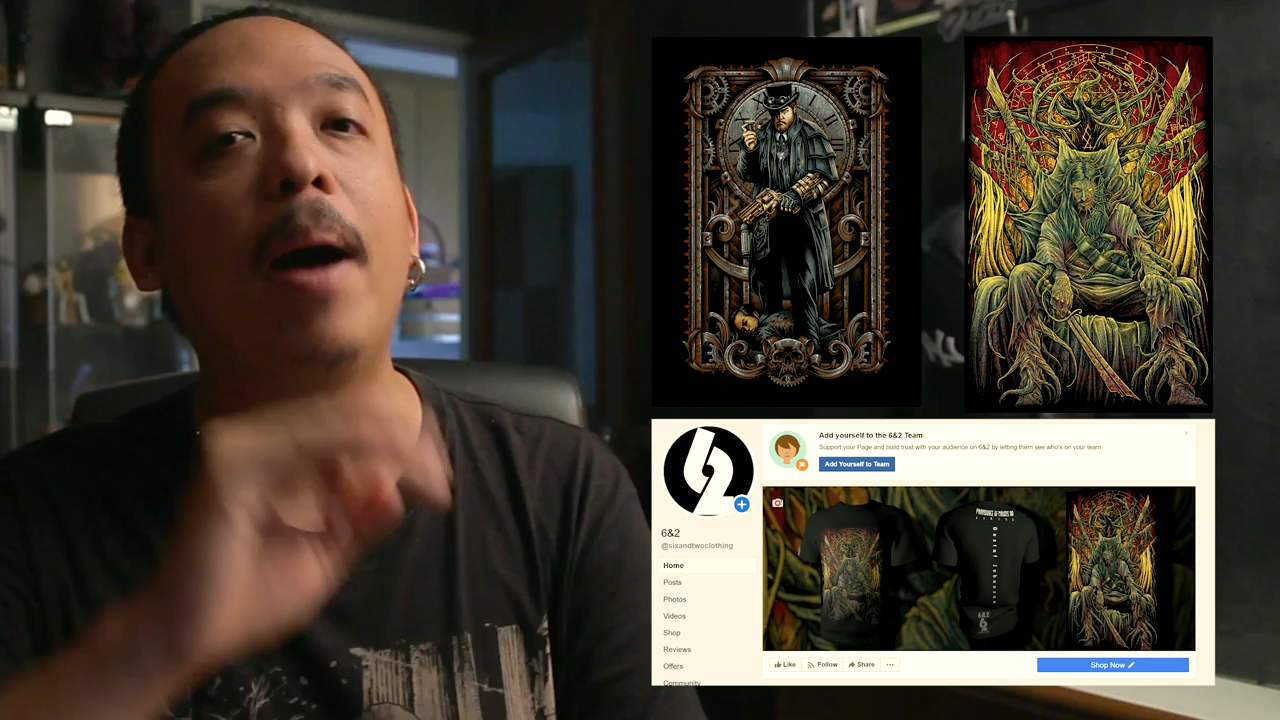 Add yourself to the 6&2 Team
Support your Page and build trust with your audience on 6&2 by letting them see who's on your team.
Add Yourself to Team
6&2
@sixandtwoclothing
Home
Posts
Photos
Videos
Shop
Reviews
Offers
Community
6&2
Like
Follow
Share
Shop Now